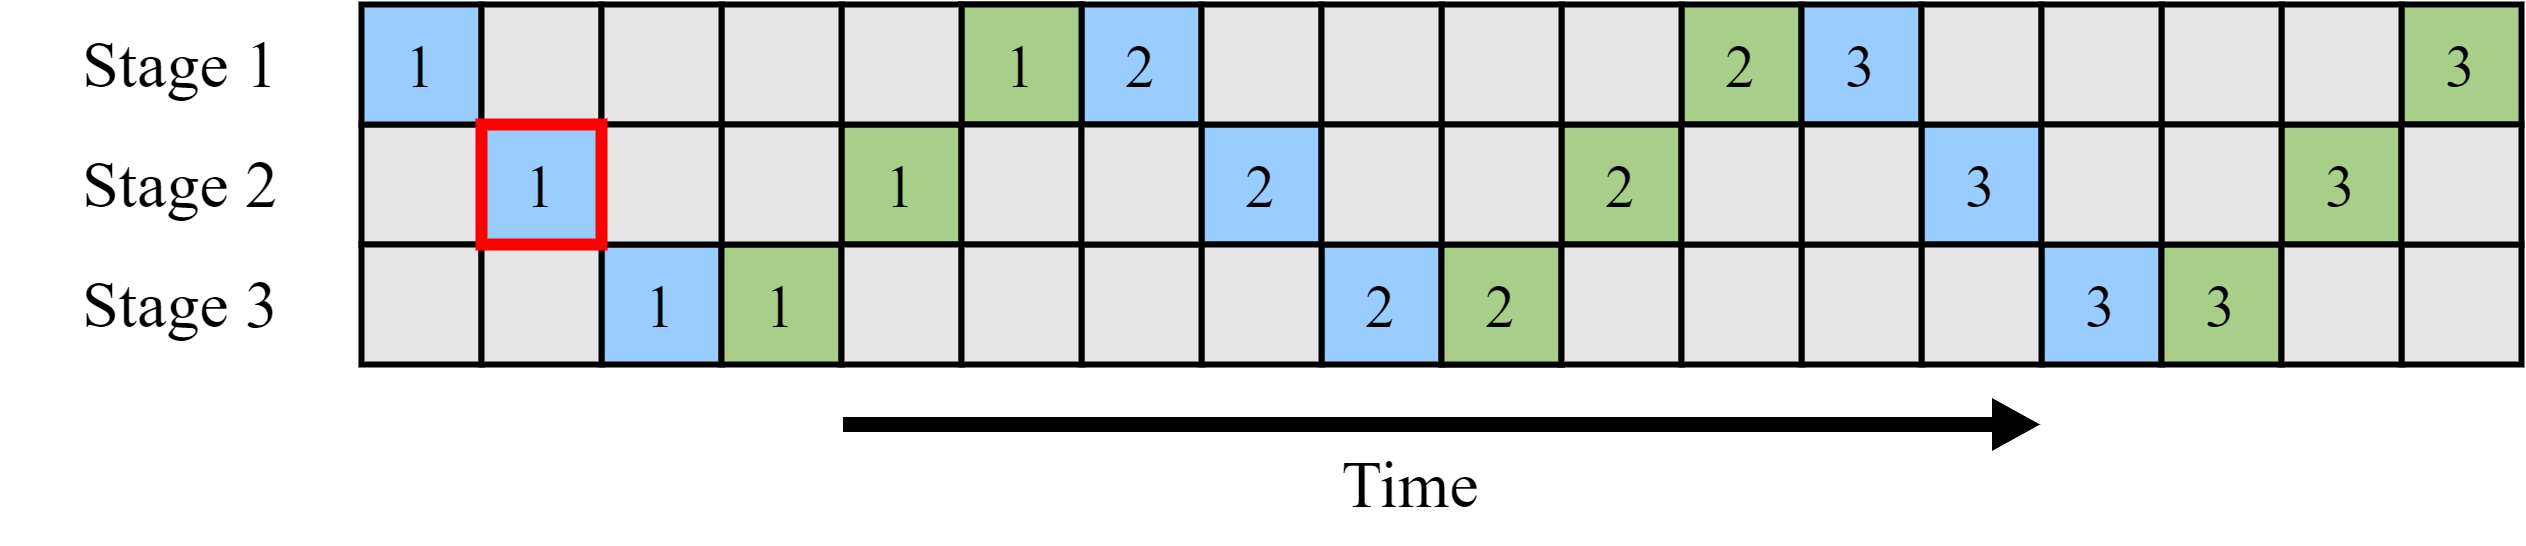 Stage 1 1 1 2 2 3 3
Stage 2 1 1 2 2 3 3
Stage 3 1 1 2 2 3 3
Time